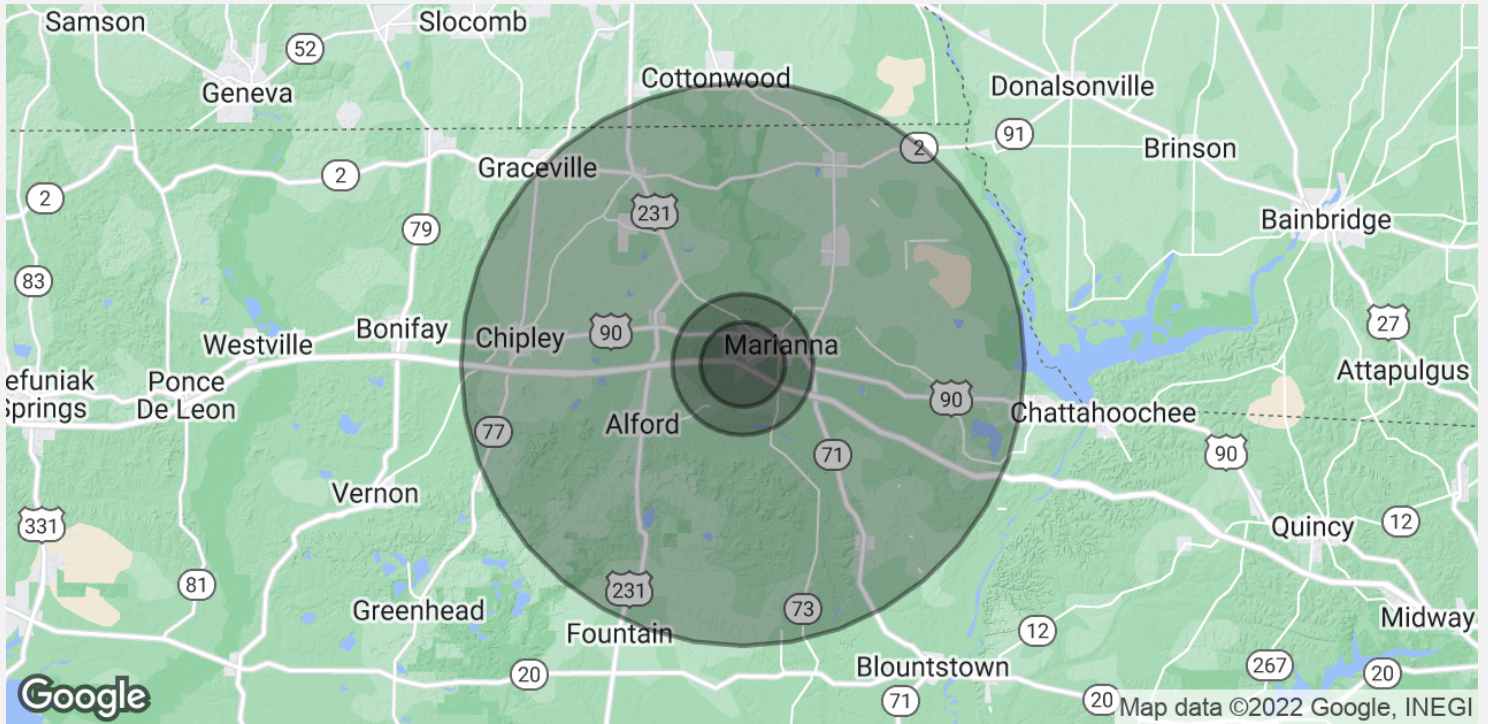 Samson
Slocomb
52
Geneva
Cottonwood
Donalsonville
91
2
Brinson
Graceville
2
2
231
Bainbridge
79
83
27
Westville
Bonifay
Chipley
90
Marianna
efuniak
Springs
Ponce
De Leon
Attapulgus
90
Chattahoochee
Alford
77
71
90
Vernon
331
Quincy
12
81
231
Greenhead
73
Fountain
12
Midway
20
Blountstown
267
20
71
20
Google
Map data ©2022 Google, INEGI